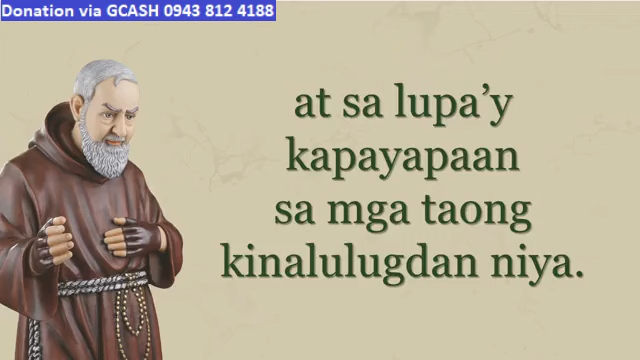 Donation via GCASH 0943 812 4188
at sa lupa’y
kapayapaan
sa mga taong
kinalulugdan niya.